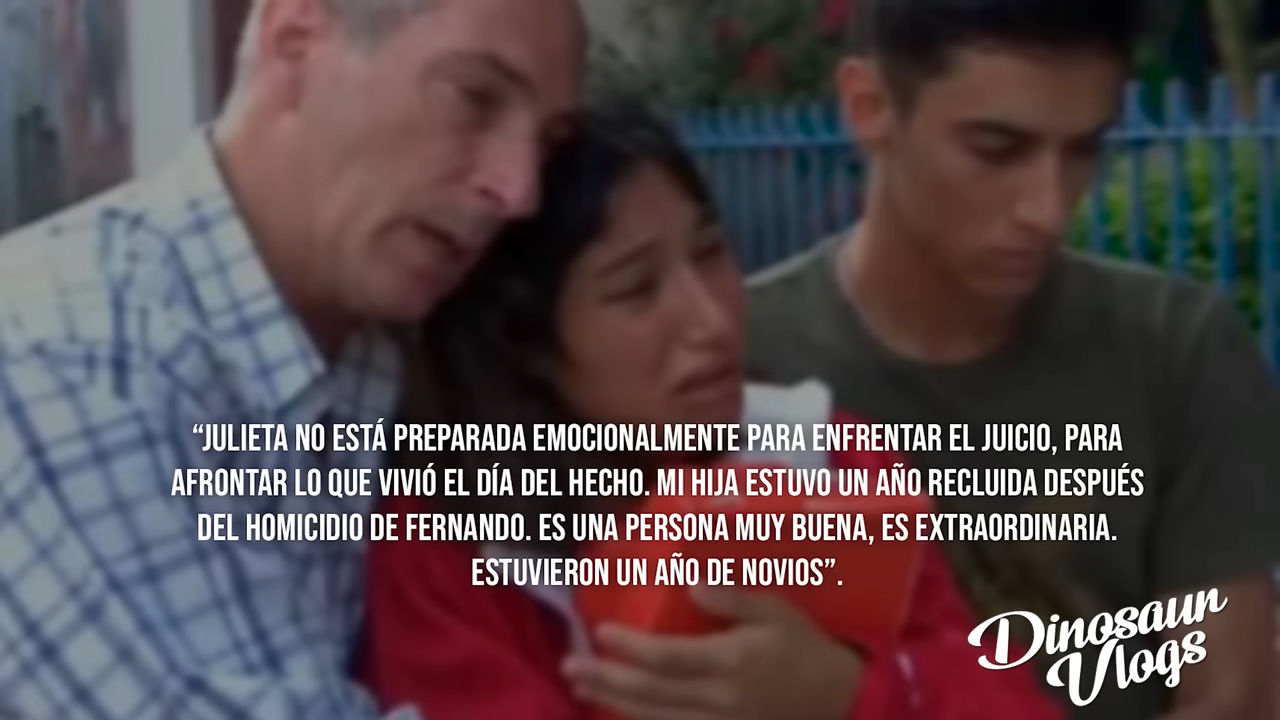 “JULIETA NO ESTÁ PREPARADA EMOCIONALMENTE PARA ENFRENTAR EL JUICIO, PARA
AFRONTAR LO QUE VIVIÓ EL DÍA DEL HECHO. MI HIJA ESTUVO UN AÑO RECLUIDA DESPUÉS
DEL HOMICIDIO DE FERNANDO. ES UNA PERSONA MUY BUENA, ES EXTRAORDINARIA.
ESTUVIERON UN AÑO DE NOVIOS”.
Dinosaur
Vlogs